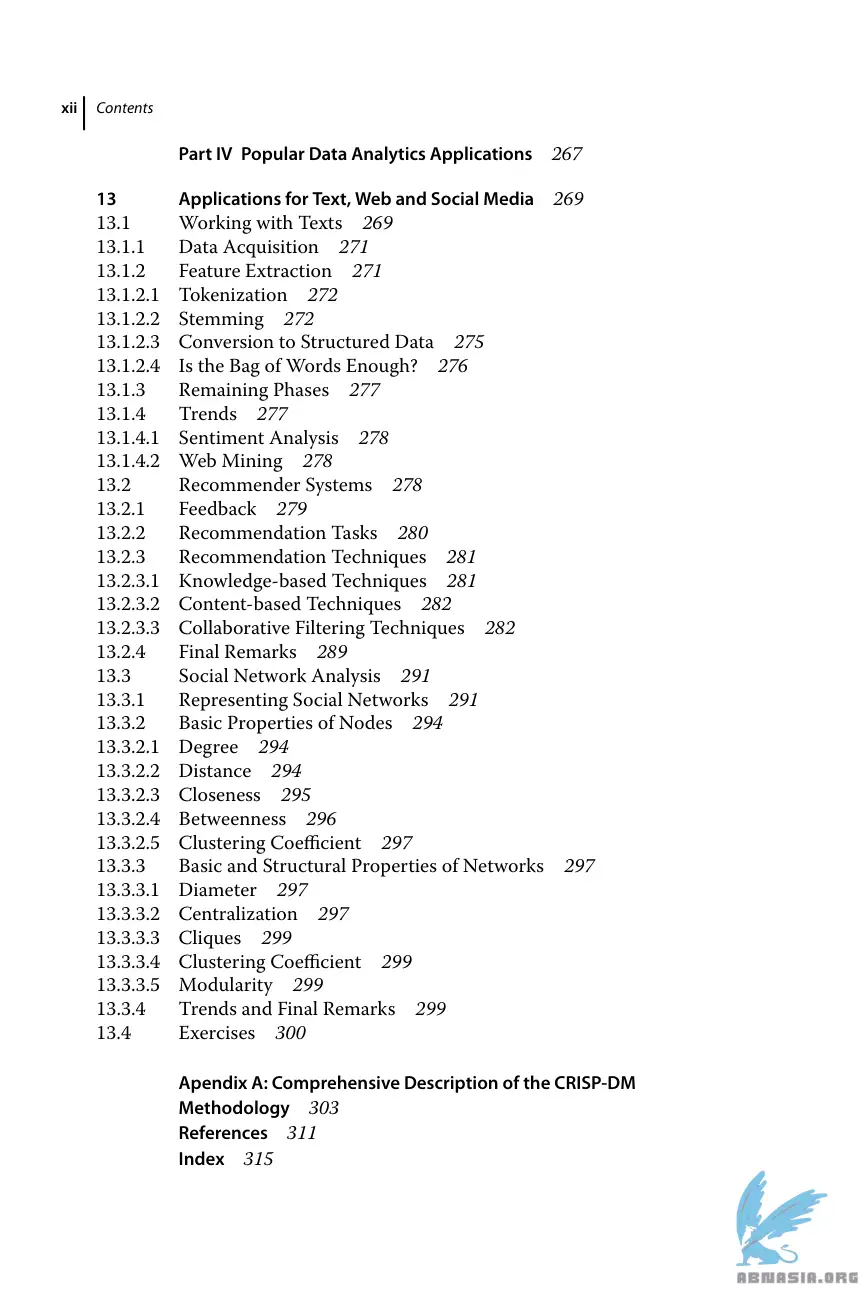 xii Contents
Part IV Popular Data Analytics Applications 267
13 Applications for Text, Web and Social Media 269
13.1 Working with Texts 269
13.1.1 Data Acquisition 271
13.1.2 Feature Extraction 271
13.1.2.1 Tokenization 272
13.1.2.2 Stemming 272
13.1.2.3 Conversion to Structured Data 275
13.1.2.4 Is the Bag of Words Enough? 276
13.1.3 Remaining Phases 277
13.1.4 Trends 277
13.1.4.1 Sentiment Analysis 278
13.1.4.2 Web Mining 278
13.2 Recommender Systems 278
13.2.1 Feedback 279
13.2.2 Recommendation Tasks 280
13.2.3 Recommendation Techniques 281
13.2.3.1 Knowledge-based Techniques 281
13.2.3.2 Content-based Techniques 282
13.2.3.3 Collaborative Filtering Techniques 282
13.2.4 Final Remarks 289
13.3 Social Network Analysis 291
13.3.1 Representing Social Networks 291
13.3.2 Basic Properties of Nodes 294
13.3.2.1 Degree 294
13.3.2.2 Distance 294
13.3.2.3 Closeness 295
13.3.2.4 Betweenness 296
13.3.2.5 Clustering Coefficient 297
13.3.3 Basic and Structural Properties of Networks 297
13.3.3.1 Diameter 297
13.3.3.2 Centralization 297
13.3.3.3 Cliques 299
13.3.3.4 Clustering Coefficient 299
13.3.3.5 Modularity 299
13.3.4 Trends and Final Remarks 299
13.4 Exercises 300
Apendix A: Comprehensive Description of the CRISP-DM
Methodology 303
References 311
Index 315
ABNASIA.ORG